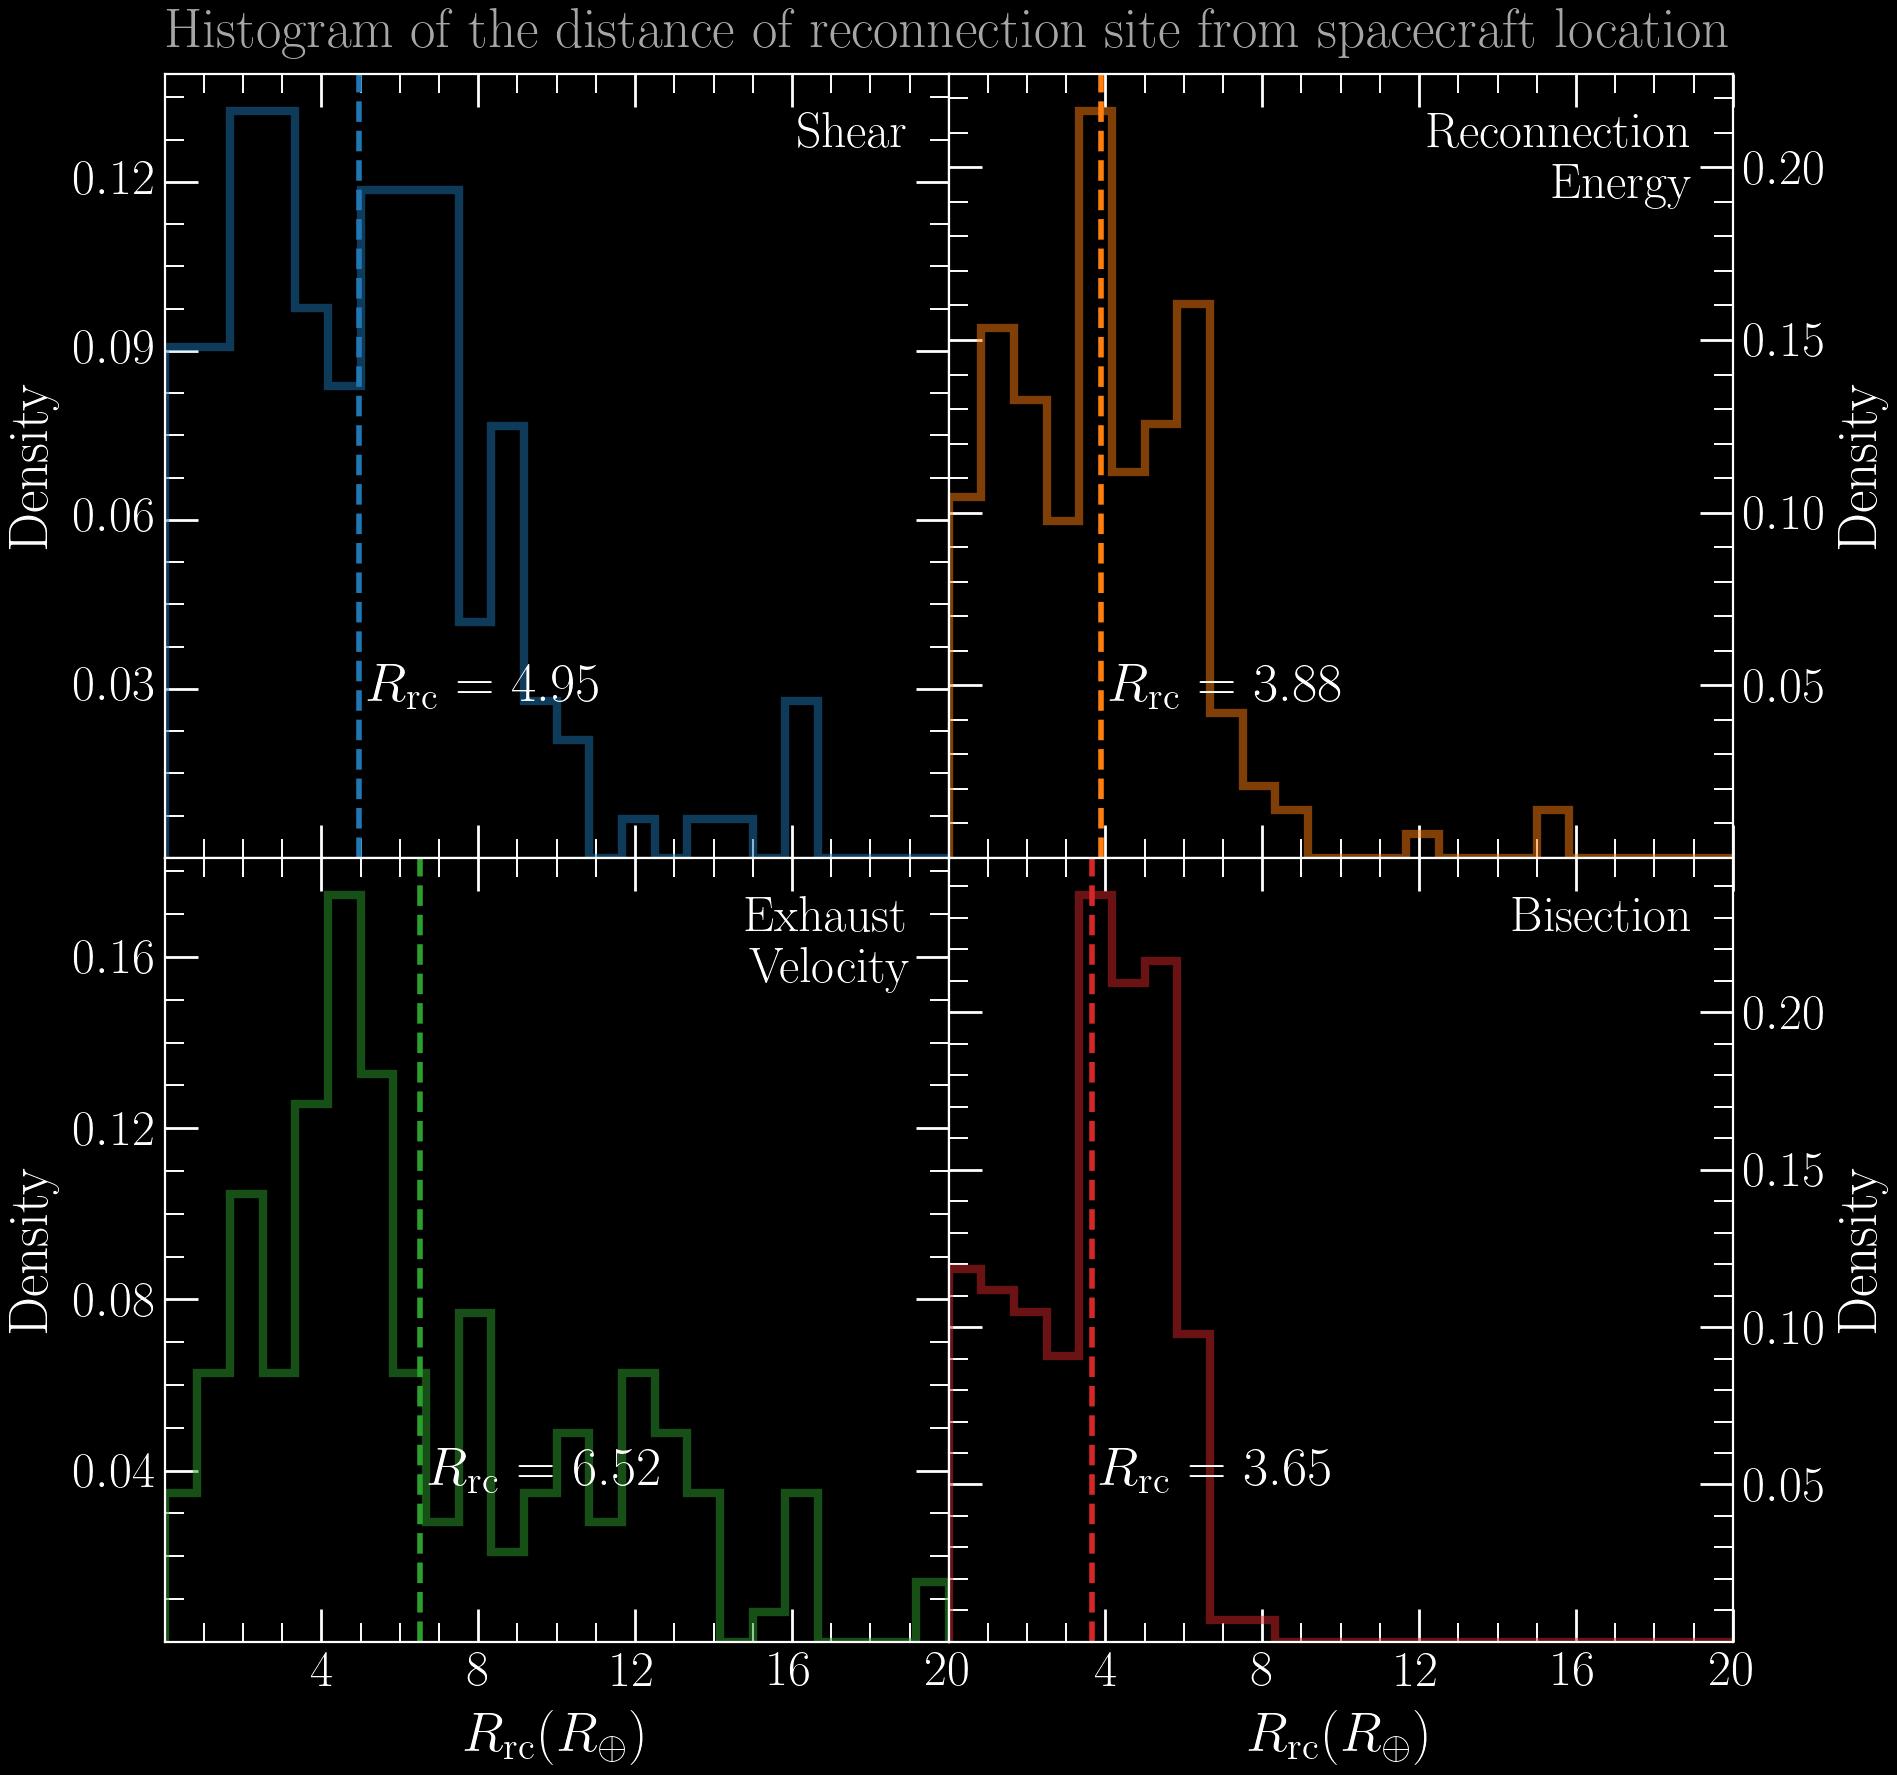 Histogram of the distance of reconnection site from spacecraft location
Shear
0.12
0.09
0.06
0.03
Density
R_rc = 4.95
Reconnection
Energy
0.20
0.15
0.10
0.05
Density
R_rc = 3.88
Exhaust
Velocity
0.16
0.12
0.08
0.04
Density
R_rc = 6.52
Bisection
0.20
0.15
0.10
0.05
Density
R_rc = 3.65
4 8 12 16 20 4 8 12 16 20
R_rc(R_⊕) R_rc(R_⊕)